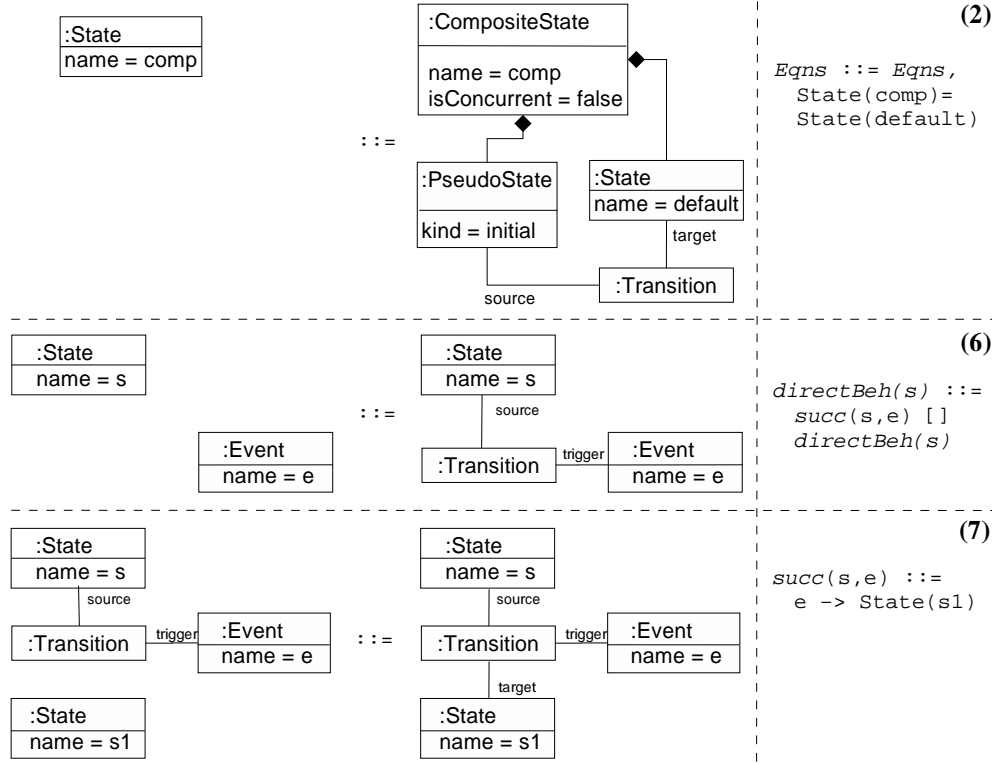 (2)
:State
name = comp
::=
:CompositeState
name = comp
isConcurrent = false
:PseudoState
kind = initial
:State
name = default
target
:Transition
source
Eqns ::= Eqns,
State(comp)=
State(default)
(6)
:State
name = s
:Event
name = e
::=
:State
name = s
source
:Transition
trigger
:Event
name = e
directBeh(s) ::=
succ(s,e) []
directBeh(s)
(7)
:State
name = s
source
:Transition
trigger
:Event
name = e
:State
name = s1
::=
:State
name = s
source
:Transition
trigger
:Event
name = e
target
:State
name = s1
succ(s,e) ::=
e -> State(s1)